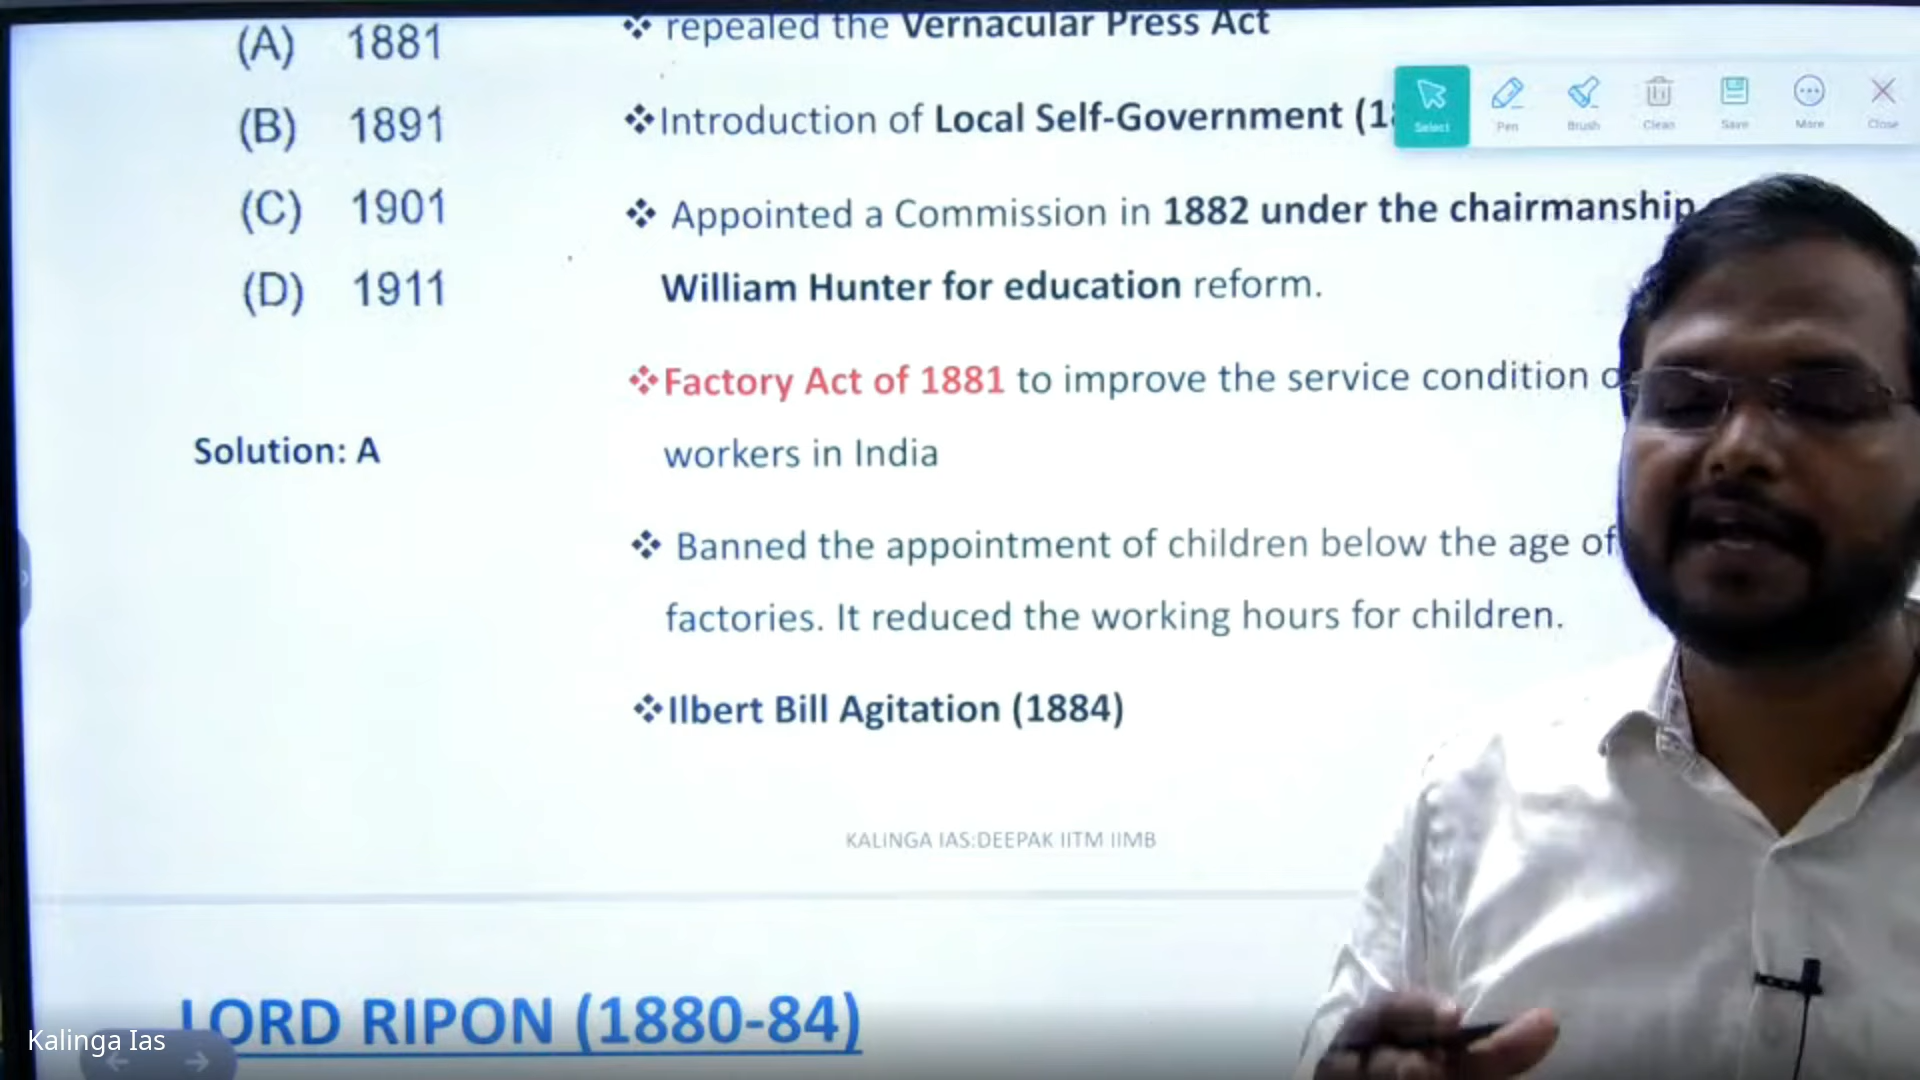 (A) 1881
(B) 1891
(C) 1901
(D) 1911
Solution: A
❖ repealed the Vernacular Press Act
❖Introduction of Local Self-Government (1
❖ Appointed a Commission in 1882 under the chairmanship
William Hunter for education reform.
❖Factory Act of 1881 to improve the service condition
workers in India
❖ Banned the appointment of children below the age of
factories. It reduced the working hours for children.
❖Ilbert Bill Agitation (1884)
KALINGA IAS:DEEPAK IITM IIMB
LORD RIPON (1880-84)
Select Pen Brush Clean Save More Close
Kalinga Ias